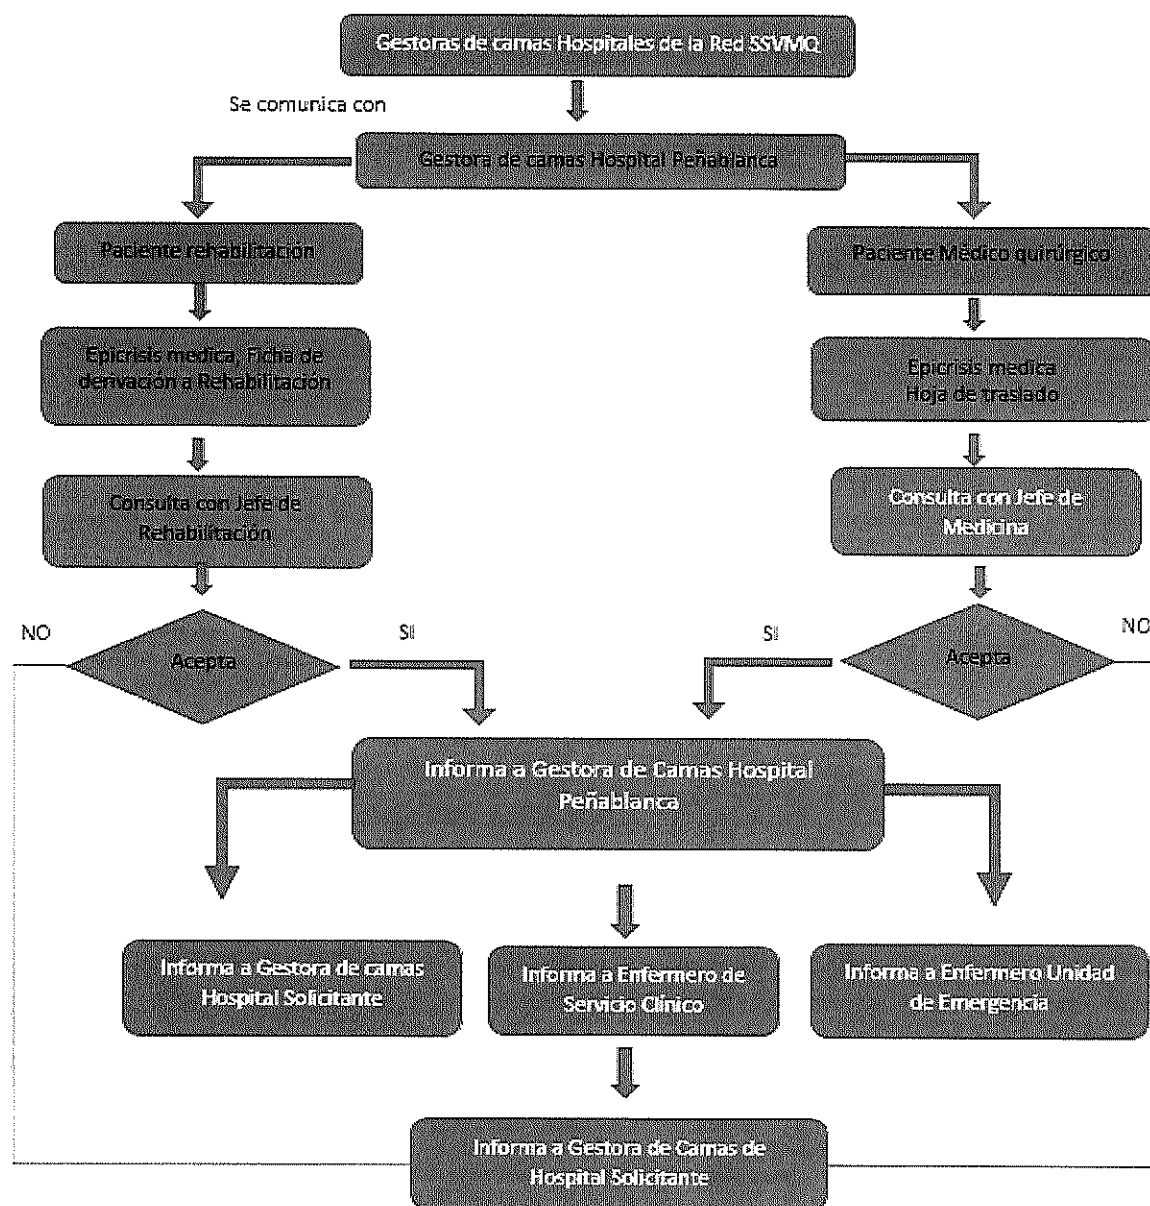 Gestoras de camas Hospitales de la Red SSVMQ
Se comunica con
Gestora de camas Hospital Peñablanca
Paciente rehabilitación
Paciente Médico quirúrgico
Epicrisis medica, Ficha de
derivación a Rehabilitación
Epicrisis medica
Hoja de traslado
Consulta con Jefe de
Rehabilitación
Consulta con Jefe de
Medicina
NO
Acepta
SI
SI
Acepta
NO
Informa a Gestora de Camas Hospital
Peñablanca
Informa a Gestora de camas
Hospital Solicitante
Informa a Enfermero de
Servicio Clínico
Informa a Enfermero Unidad
de Emergencia
Informa a Gestora de Camas de
Hospital Solicitante